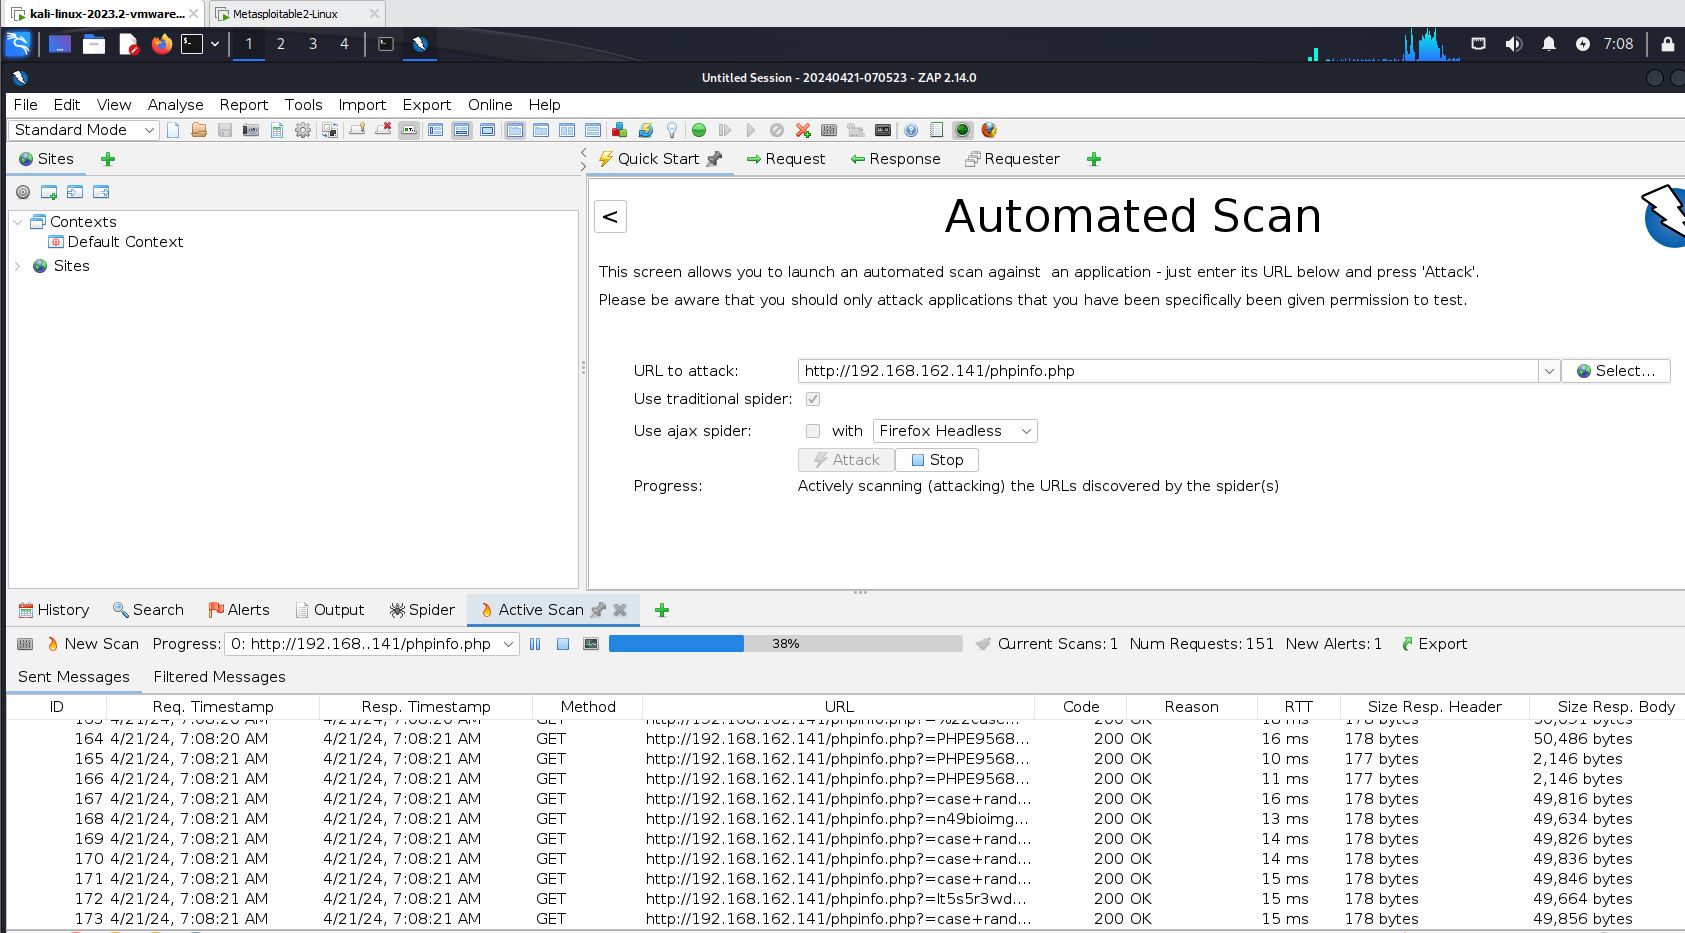 kali-linux-2023.2-vmware... Metasploitable2-Linux
1 2 3 4 7:08
Untitled Session - 20240421-070523 - ZAP 2.14.0
File Edit View Analyse Report Tools Import Export Online Help
Standard Mode
Sites
Quick Start Request Response Requester
Contexts
Default Context
Sites
<
Automated Scan
This screen allows you to launch an automated scan against an application - just enter its URL below and press 'Attack'.
Please be aware that you should only attack applications that you have been specifically been given permission to test.
URL to attack: http://192.168.162.141/phpinfo.php Select...
Use traditional spider:
Use ajax spider: with Firefox Headless
Attack Stop
Progress: Actively scanning (attacking) the URLs discovered by the spider(s)
History Search Alerts Output Spider Active Scan
New Scan Progress: 0: http://192.168..141/phpinfo.php 38% Current Scans: 1 Num Requests: 151 New Alerts: 1 Export
Sent Messages Filtered Messages
ID Req. Timestamp Resp. Timestamp Method URL Code Reason RTT Size Resp. Header Size Resp. Body
164 4/21/24, 7:08:20 AM 4/21/24, 7:08:21 AM GET http://192.168.162.141/phpinfo.php?=PHPE9568... 200 OK 16 ms 178 bytes 50,486 bytes
165 4/21/24, 7:08:21 AM 4/21/24, 7:08:21 AM GET http://192.168.162.141/phpinfo.php?=PHPE9568... 200 OK 10 ms 177 bytes 2,146 bytes
166 4/21/24, 7:08:21 AM 4/21/24, 7:08:21 AM GET http://192.168.162.141/phpinfo.php?=PHPE9568... 200 OK 11 ms 177 bytes 2,146 bytes
167 4/21/24, 7:08:21 AM 4/21/24, 7:08:21 AM GET http://192.168.162.141/phpinfo.php?=case+rand... 200 OK 16 ms 178 bytes 49,816 bytes
168 4/21/24, 7:08:21 AM 4/21/24, 7:08:21 AM GET http://192.168.162.141/phpinfo.php?=n49bioimg... 200 OK 13 ms 178 bytes 49,634 bytes
169 4/21/24, 7:08:21 AM 4/21/24, 7:08:21 AM GET http://192.168.162.141/phpinfo.php?=case+rand... 200 OK 14 ms 178 bytes 49,826 bytes
170 4/21/24, 7:08:21 AM 4/21/24, 7:08:21 AM GET http://192.168.162.141/phpinfo.php?=case+rand... 200 OK 14 ms 178 bytes 49,836 bytes
171 4/21/24, 7:08:21 AM 4/21/24, 7:08:21 AM GET http://192.168.162.141/phpinfo.php?=case+rand... 200 OK 15 ms 178 bytes 49,846 bytes
172 4/21/24, 7:08:21 AM 4/21/24, 7:08:21 AM GET http://192.168.162.141/phpinfo.php?=lt5s5r3wd... 200 OK 15 ms 178 bytes 49,664 bytes
173 4/21/24, 7:08:21 AM 4/21/24, 7:08:21 AM GET http://192.168.162.141/phpinfo.php?=case+rand... 200 OK 15 ms 178 bytes 49,856 bytes